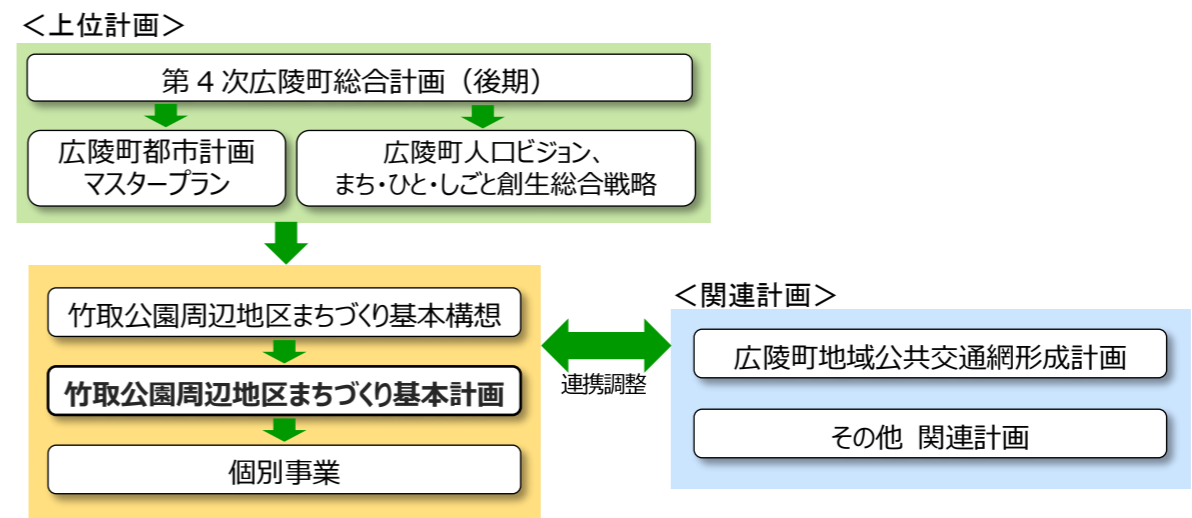 ＜上位計画＞
第４次広陵町総合計画（後期）
広陵町都市計画
マスタープラン
広陵町人口ビジョン、
まち・ひと・しごと創生総合戦略
竹取公園周辺地区まちづくり基本構想
竹取公園周辺地区まちづくり基本計画
個別事業
連携調整
＜関連計画＞
広陵町地域公共交通網形成計画
その他 関連計画